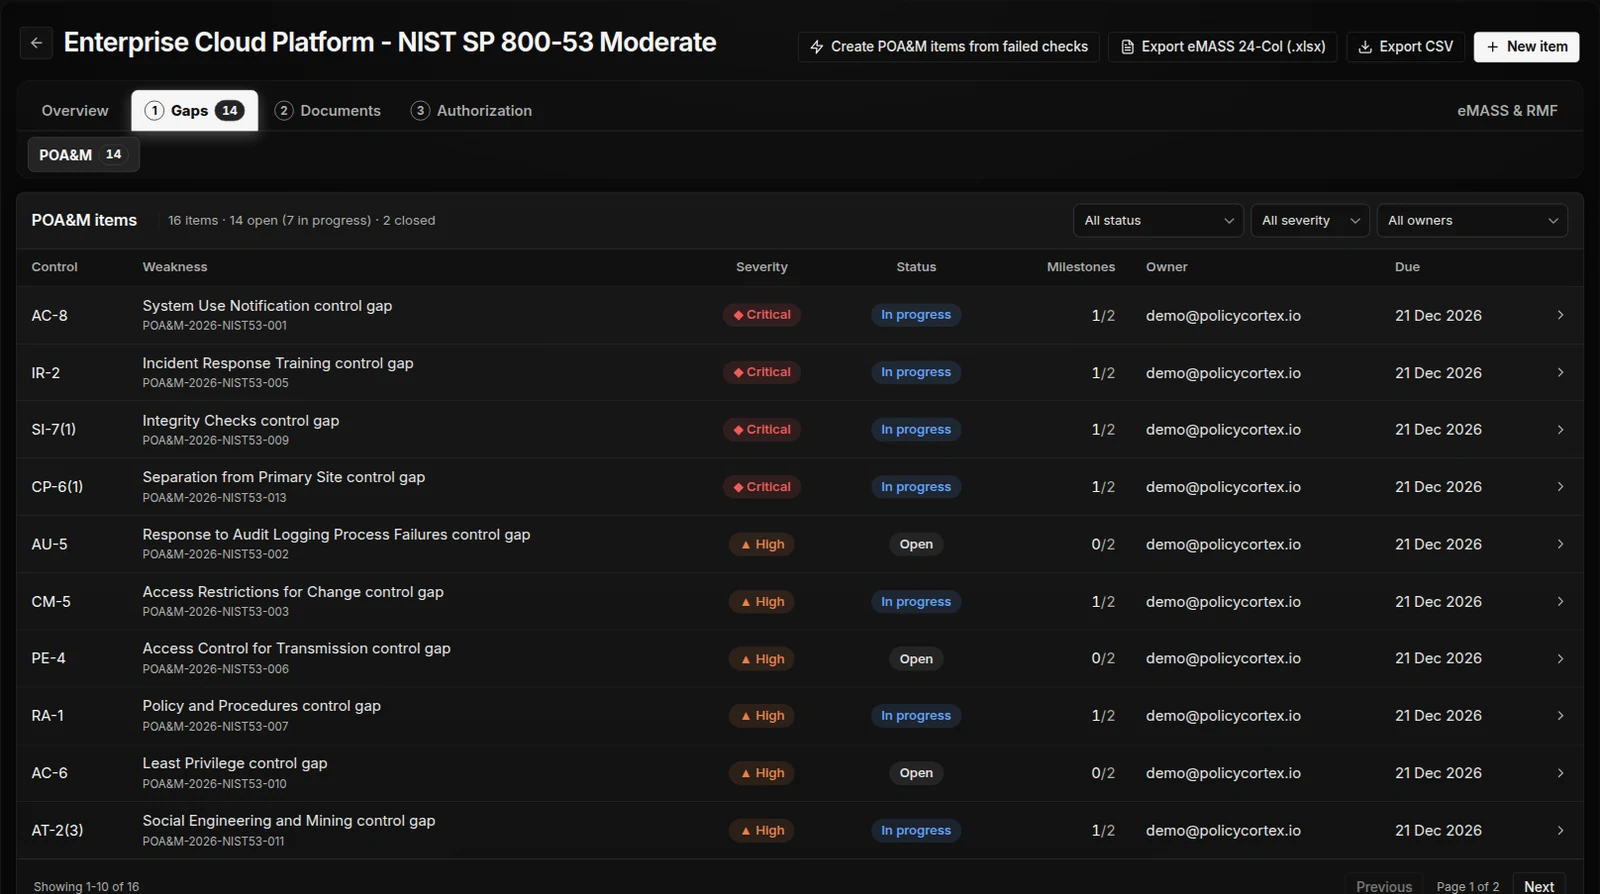 Enterprise Cloud Platform - NIST SP 800-53 Moderate
Create POA&M items from failed checks
Export eMASS 24-Col (.xlsx)
Export CSV
+ New item
Overview
1 Gaps 14
2 Documents
3 Authorization
eMASS & RMF
POA&M 14
POA&M items
16 items · 14 open (7 in progress) · 2 closed
All status
All severity
All owners
Control Weakness Severity Status Milestones Owner Due
AC-8 System Use Notification control gap Critical In progress 1/2 demo@policycortex.io 21 Dec 2026
POA&M-2026-NIST53-001
IR-2 Incident Response Training control gap Critical In progress 1/2 demo@policycortex.io 21 Dec 2026
POA&M-2026-NIST53-005
SI-7(1) Integrity Checks control gap Critical In progress 1/2 demo@policycortex.io 21 Dec 2026
POA&M-2026-NIST53-009
CP-6(1) Separation from Primary Site control gap Critical In progress 1/2 demo@policycortex.io 21 Dec 2026
POA&M-2026-NIST53-013
AU-5 Response to Audit Logging Process Failures control gap High Open 0/2 demo@policycortex.io 21 Dec 2026
POA&M-2026-NIST53-002
CM-5 Access Restrictions for Change control gap High In progress 1/2 demo@policycortex.io 21 Dec 2026
POA&M-2026-NIST53-003
PE-4 Access Control for Transmission control gap High Open 0/2 demo@policycortex.io 21 Dec 2026
POA&M-2026-NIST53-006
RA-1 Policy and Procedures control gap High In progress 1/2 demo@policycortex.io 21 Dec 2026
POA&M-2026-NIST53-007
AC-6 Least Privilege control gap High Open 0/2 demo@policycortex.io 21 Dec 2026
POA&M-2026-NIST53-010
AT-2(3) Social Engineering and Mining control gap High In progress 1/2 demo@policycortex.io 21 Dec 2026
POA&M-2026-NIST53-011
Showing 1-10 of 16
Previous
Page 1 of 2
Next